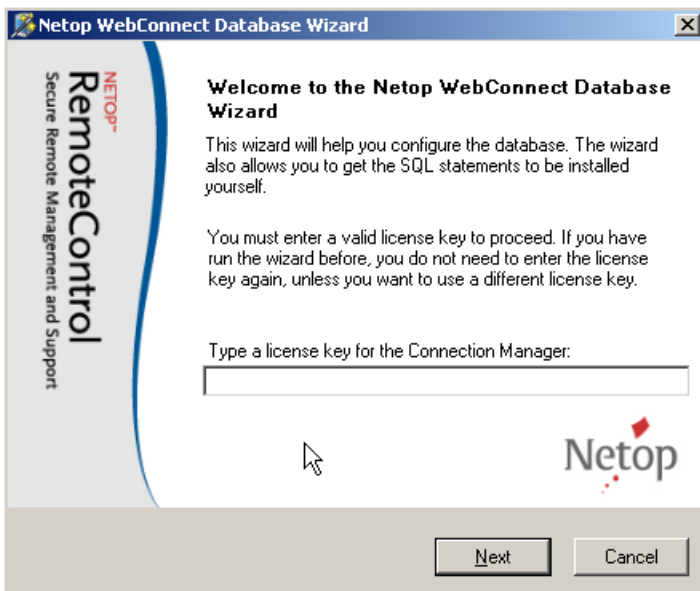 Netop WebConnect Database Wizard
NETOP™
RemoteControl
Secure Remote Management and Support
Welcome to the Netop WebConnect Database
Wizard
This wizard will help you configure the database. The wizard
also allows you to get the SQL statements to be installed
yourself.
You must enter a valid license key to proceed. If you have
run the wizard before, you do not need to enter the license
key again, unless you want to use a different license key.
Type a license key for the Connection Manager:
Netop
Next
Cancel